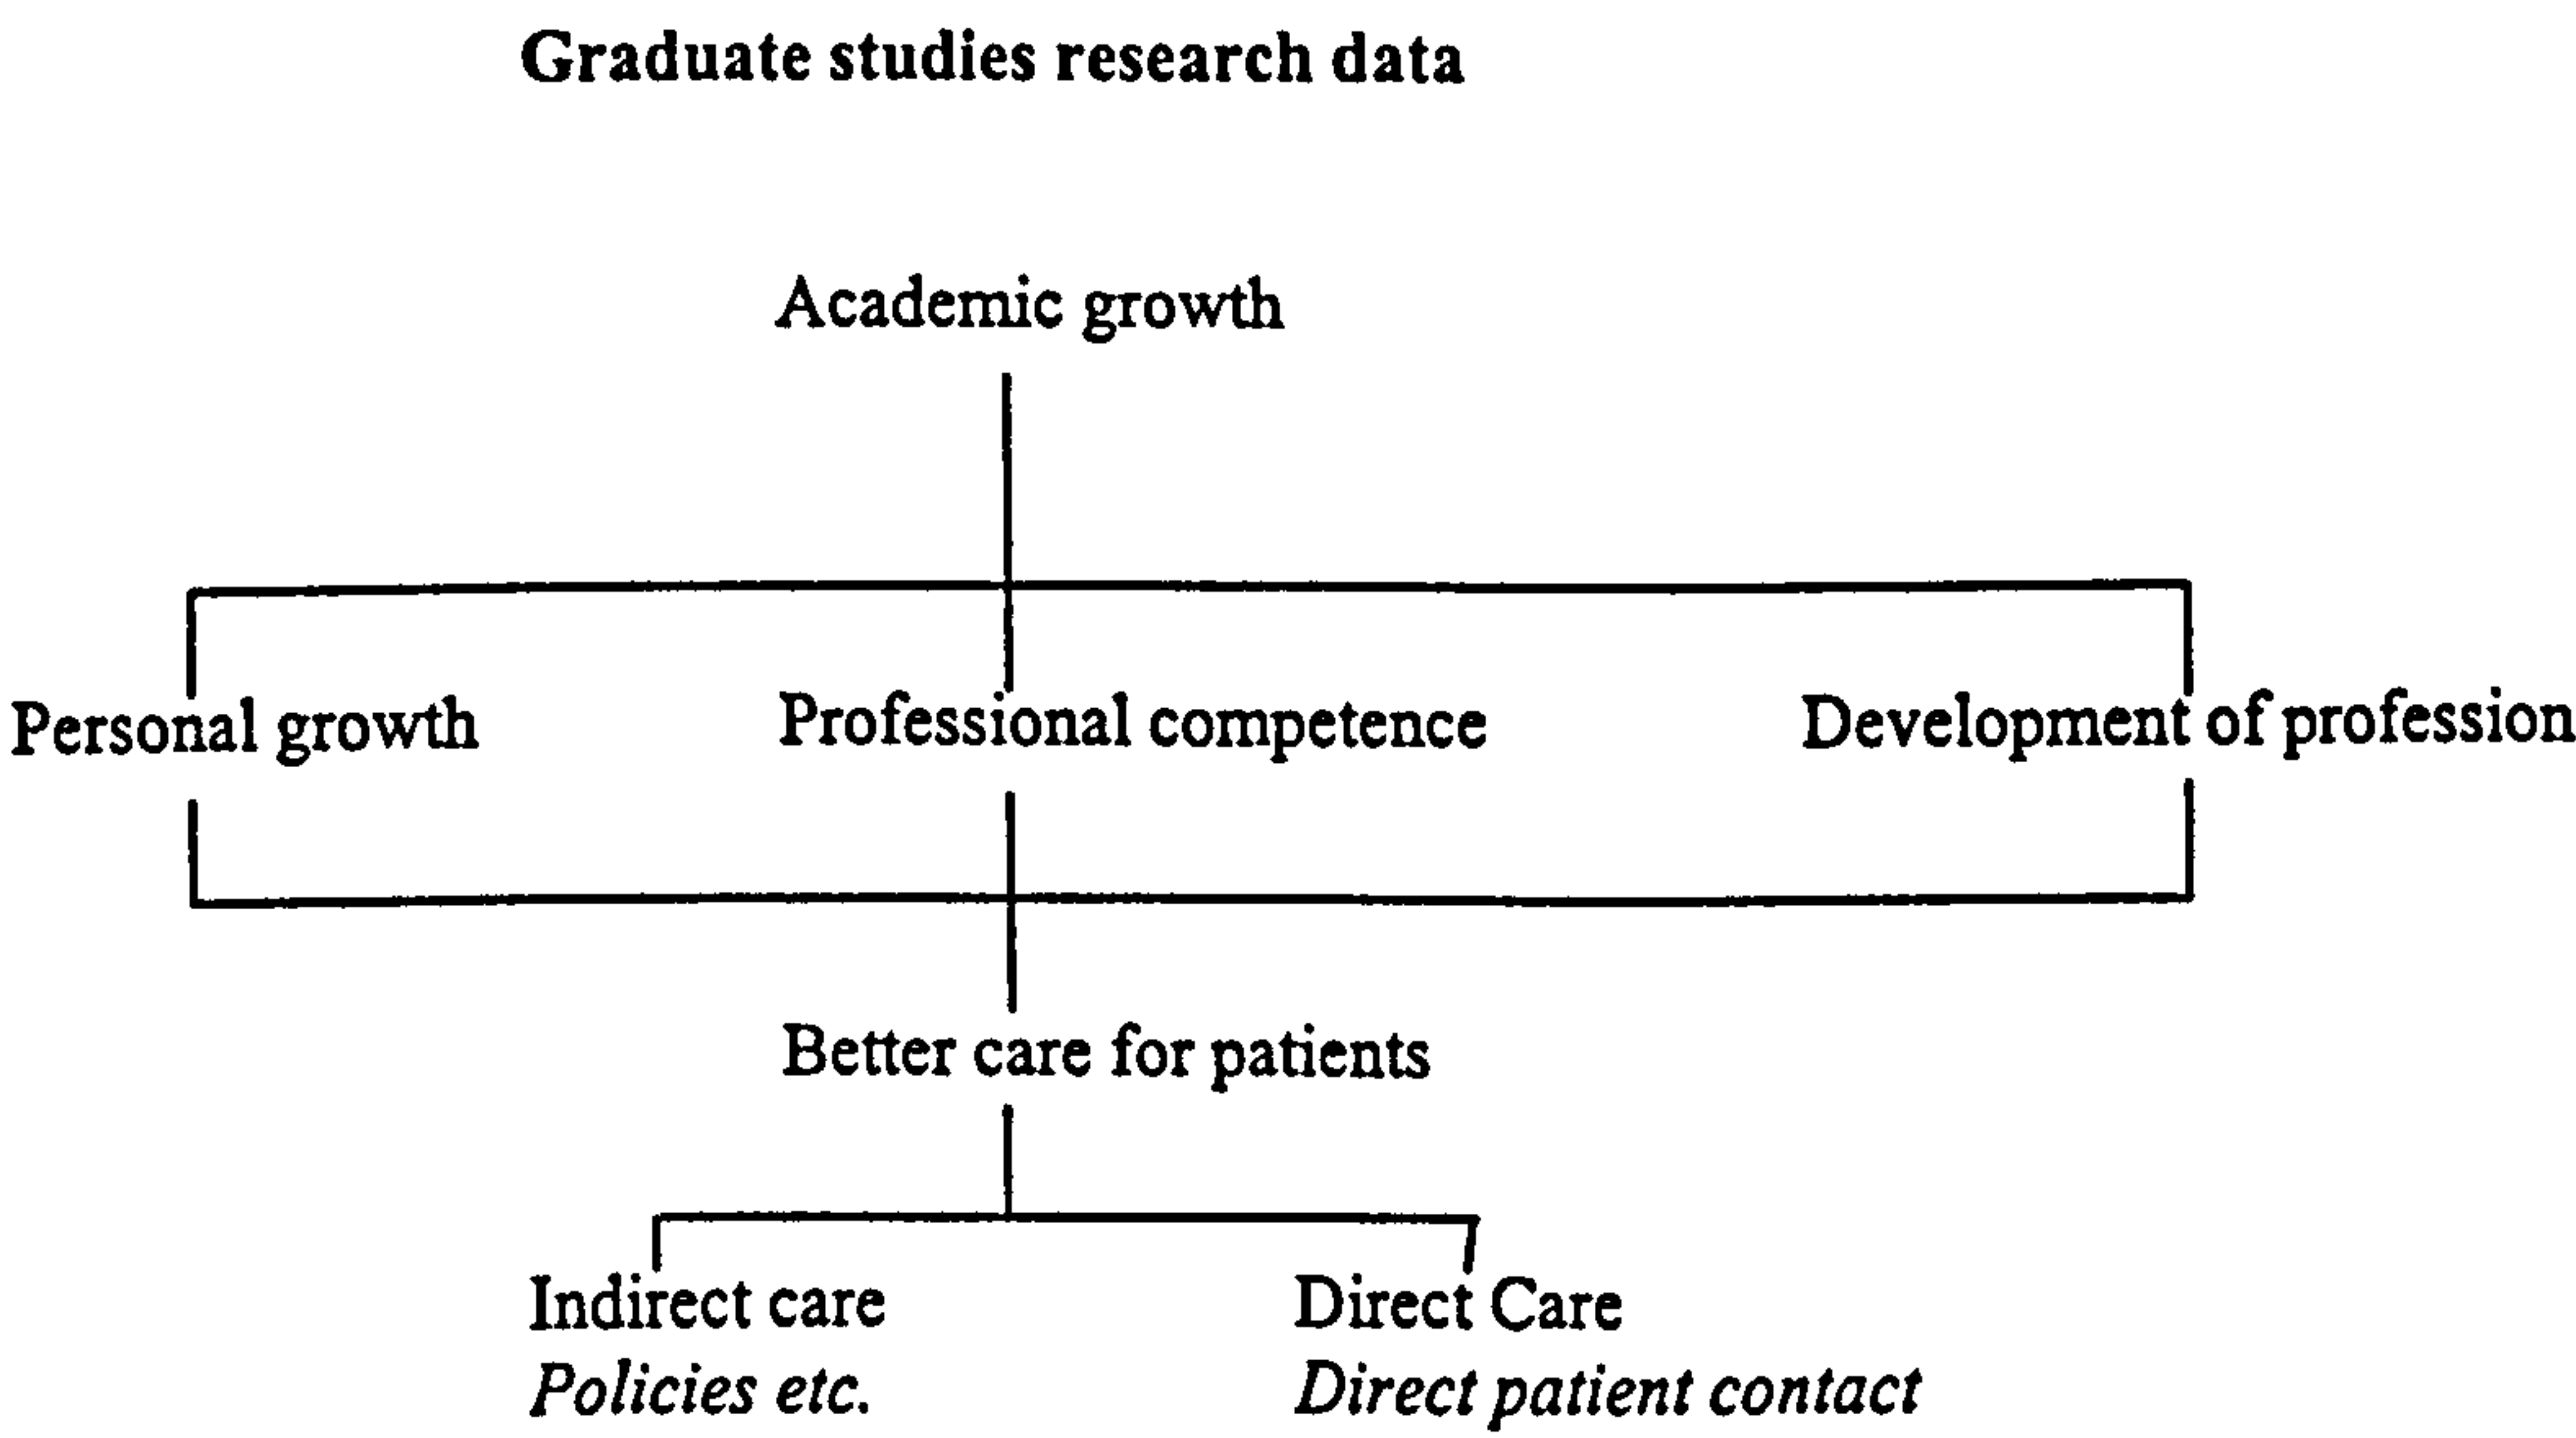 Graduate studies research data
Academic growth
Personal growth
Professional competence
Development of profession
Better care for patients
Indirect care
Policies etc.
Direct Care
Direct patient contact